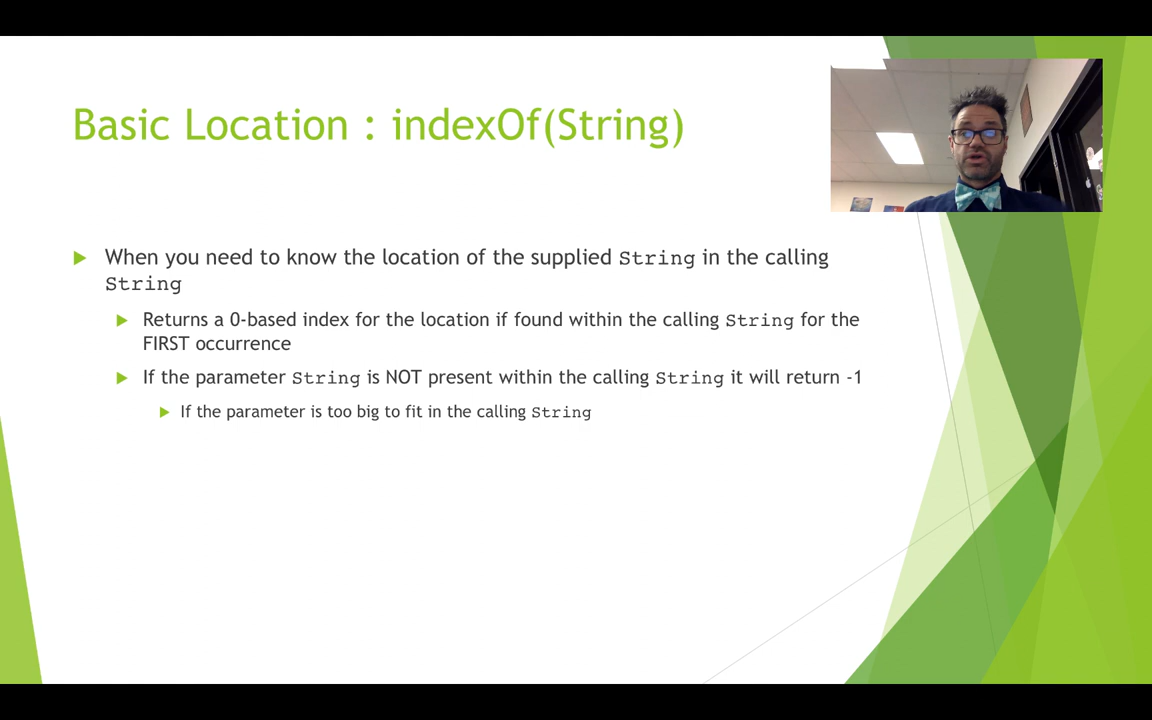 Basic Location : indexOf(String)
When you need to know the location of the supplied String in the calling
String
Returns a 0-based index for the location if found within the calling String for the
FIRST occurrence
If the parameter String is NOT present within the calling String it will return -1
If the parameter is too big to fit in the calling String